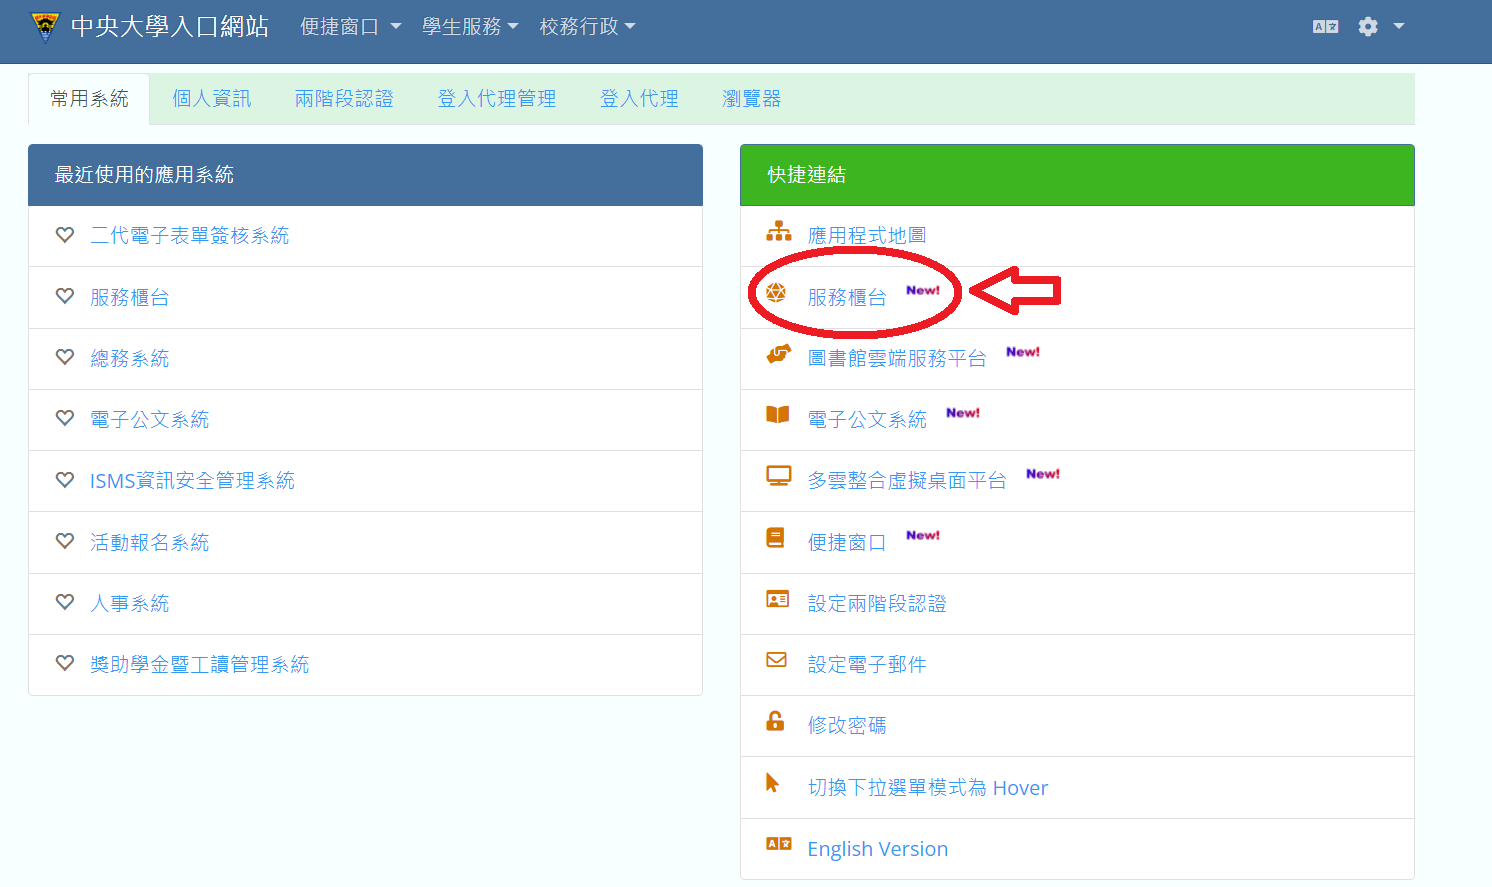 中央大學入口網站 便捷窗口 學生服務 校務行政
常用系統 個人資訊 兩階段認證 登入代理管理 登入代理 瀏覽器
最近使用的應用系統
二代電子表單簽核系統
服務櫃台
總務系統
電子公文系統
ISMS資訊安全管理系統
活動報名系統
人事系統
獎助學金暨工讀管理系統
快捷連結
應用程式地圖
服務櫃台 New!
圖書館雲端服務平台 New!
電子公文系統 New!
多雲整合虛擬桌面平台 New!
便捷窗口 New!
設定兩階段認證
設定電子郵件
修改密碼
切換下拉選單模式為 Hover
English Version